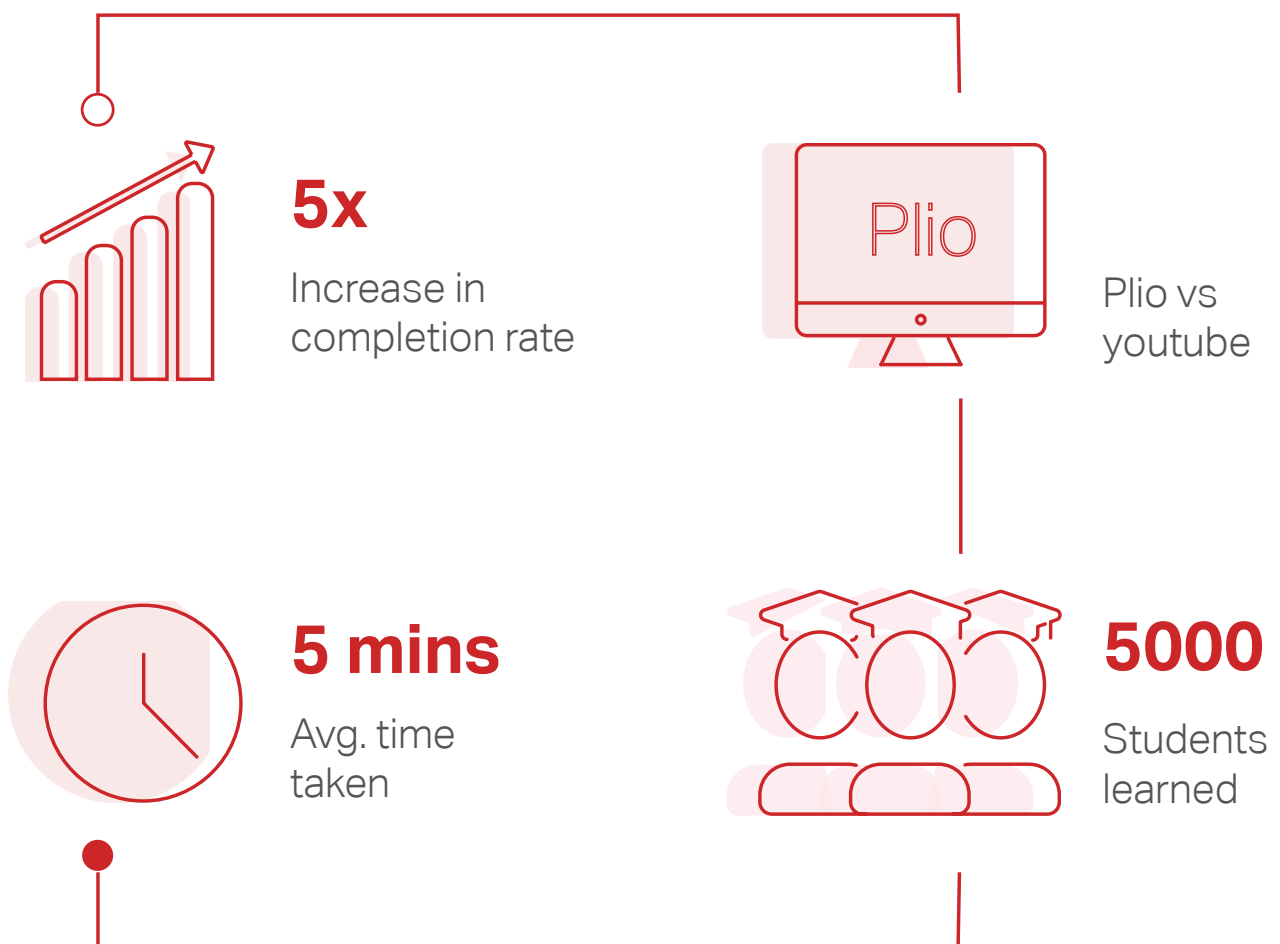 5x
Increase in
completion rate
Plio
Plio vs
youtube
5 mins
Avg. time
taken
5000
Students
learned